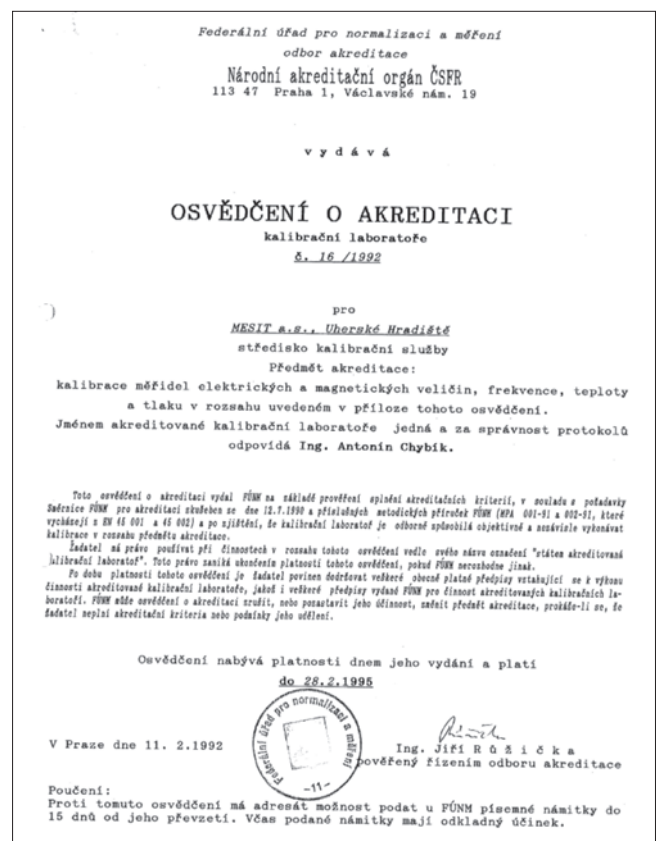 Federální úřad pro normalizaci a měření
odbor akreditace
Národní akreditační orgán ČSFR
113 47 Praha 1, Václavské nám. 19
vydává
OSVĚDČENÍ O AKREDITACI
kalibrační laboratoře
č. 16 /1992
pro
MESIT a.s., Uherské Hradiště
středisko kalibrační služby
Předmět akreditace:
kalibrace měřidel elektrických a magnetických veličin, frekvence, teploty
a tlaku v rozsahu uvedeném v příloze tohoto osvědčení.
Jménem akreditované kalibrační laboratoře jedná a za správnost protokolů
odpovídá Ing. Antonín Chybík.
Toto osvědčení o akreditaci vydal FÚNM na základě prověření splnění akreditačních kriterií, v souladu s požadavky
Směrnice FÚNM pro akreditaci zkušeben ze dne 12.7.1990 a příslušných metodických příruček FÚNM (MPA 001-91 a 002-91, které
vycházejí z EN 45 001 a 45 002) a po zjištění, že kalibrační laboratoř je odborně způsobilá objektivně a nezávisle vykonávat
kalibrace v rozsahu předmětu akreditace.
Žadatel má právo používat při činnostech v rozsahu tohoto osvědčení vedle svého názvu označení "státem akreditovaná
kalibrační laboratoř". Toto právo zaniká ukončením platnosti tohoto osvědčení, pokud FÚNM nerozhodne jinak.
Po dobu platnosti tohoto osvědčení je žadatel povinen dodržovat veškeré obecně platné předpisy vztahující se k výkonu
činnosti akreditované kalibrační laboratoře, jakož i veškeré předpisy vydané FÚNM pro činnost akreditovaných kalibračních la-
boratoří. FÚNM může osvědčení o akreditaci zrušit, nebo pozastavit jeho účinnost, změnit předmět akreditace, prokáže-li se, že
žadatel neplní akreditační kriteria nebo podmínky jeho udělení.
Osvědčení nabývá platnosti dnem jeho vydání a platí
do 28.2.1995
Federální úřad pro normalizaci a měření
-11-
V Praze dne 11. 2.1992
Ing. Jiří Růžička
pověřený řízením odboru akreditace
Poučení:
Proti tomuto osvědčení má adresát možnost podat u FÚNM písemné námitky do
15 dnů od jeho převzetí. Včas podané námitky mají odkladný účinek.